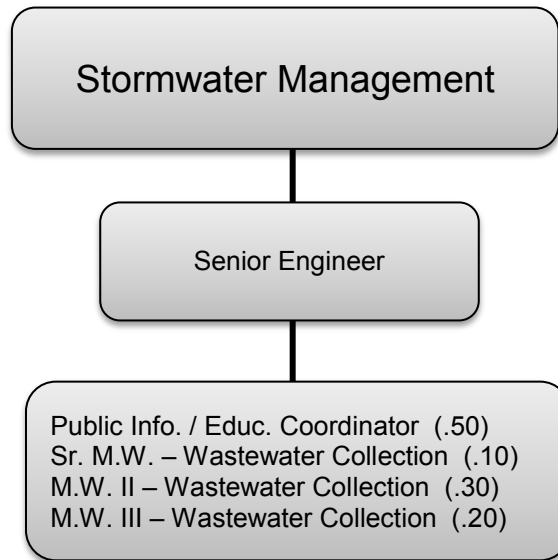 Stormwater Management
Senior Engineer
Public Info. / Educ. Coordinator (.50)
Sr. M.W. – Wastewater Collection (.10)
M.W. II – Wastewater Collection (.30)
M.W. III – Wastewater Collection (.20)